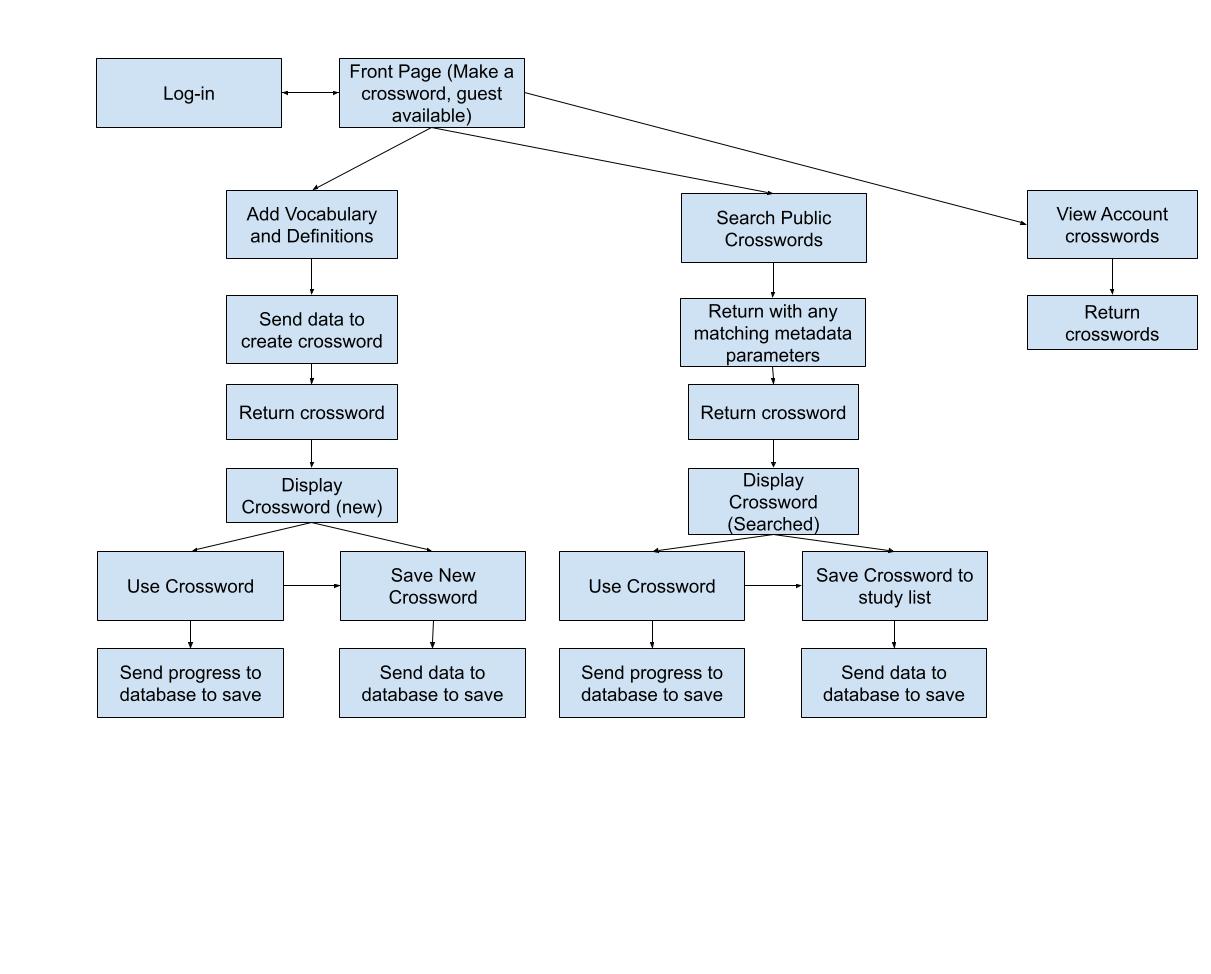 Log-in
Front Page (Make a
crossword, guest
available)
Add Vocabulary
and Definitions
Search Public
Crosswords
View Account
crosswords
Send data to
create crossword
Return with any
matching metadada
parameters
Return
crosswords
Return crossword
Return crossword
Display
Crossword (new)
Display
Crossword
(Searched)
Use Crossword
Save New
Crossword
Use Crossword
Save Crossword to
study list
Send progress to
database to save
Send data to
database to save
Send progress to
database to save
Send data to
database to save